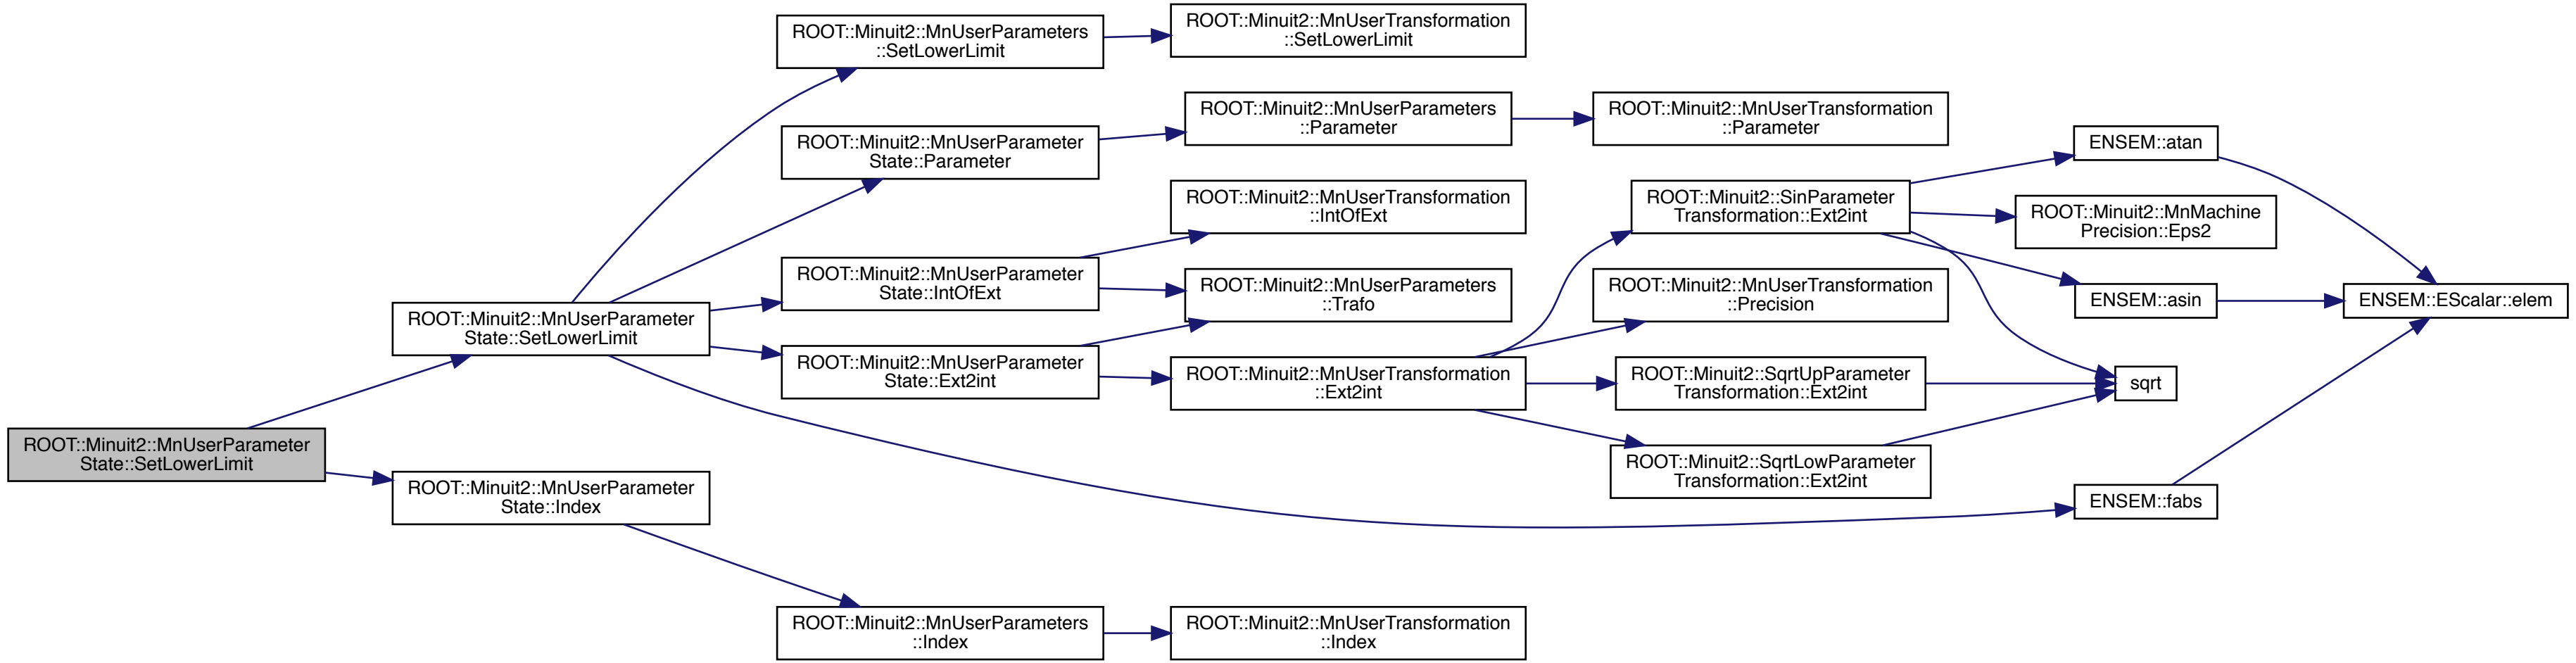 ROOT::Minuit2::MnUserParameter
State::SetLowerLimit
ROOT::Minuit2::MnUserParameter
State::SetLowerLimit
ROOT::Minuit2::MnUserParameters
::SetLowerLimit
ROOT::Minuit2::MnUserTransformation
::SetLowerLimit
ROOT::Minuit2::MnUserParameter
State::Parameter
ROOT::Minuit2::MnUserParameters
::Parameter
ROOT::Minuit2::MnUserTransformation
::Parameter
ROOT::Minuit2::MnUserParameter
State::IntOfExt
ROOT::Minuit2::MnUserTransformation
::IntOfExt
ROOT::Minuit2::MnUserParameters
::Trafo
ROOT::Minuit2::MnUserParameter
State::Ext2int
ROOT::Minuit2::MnUserTransformation
::Ext2int
ROOT::Minuit2::SinParameter
Transformation::Ext2int
ROOT::Minuit2::MnUserTransformation
::Precision
ROOT::Minuit2::SqrtUpParameter
Transformation::Ext2int
ROOT::Minuit2::SqrtLowParameter
Transformation::Ext2int
ENSEM::atan
ROOT::Minuit2::MnMachine
Precision::Eps2
ENSEM::asin
sqrt
ENSEM::fabs
ENSEM::EScalar::elem
ROOT::Minuit2::MnUserParameter
State::Index
ROOT::Minuit2::MnUserParameters
::Index
ROOT::Minuit2::MnUserTransformation
::Index